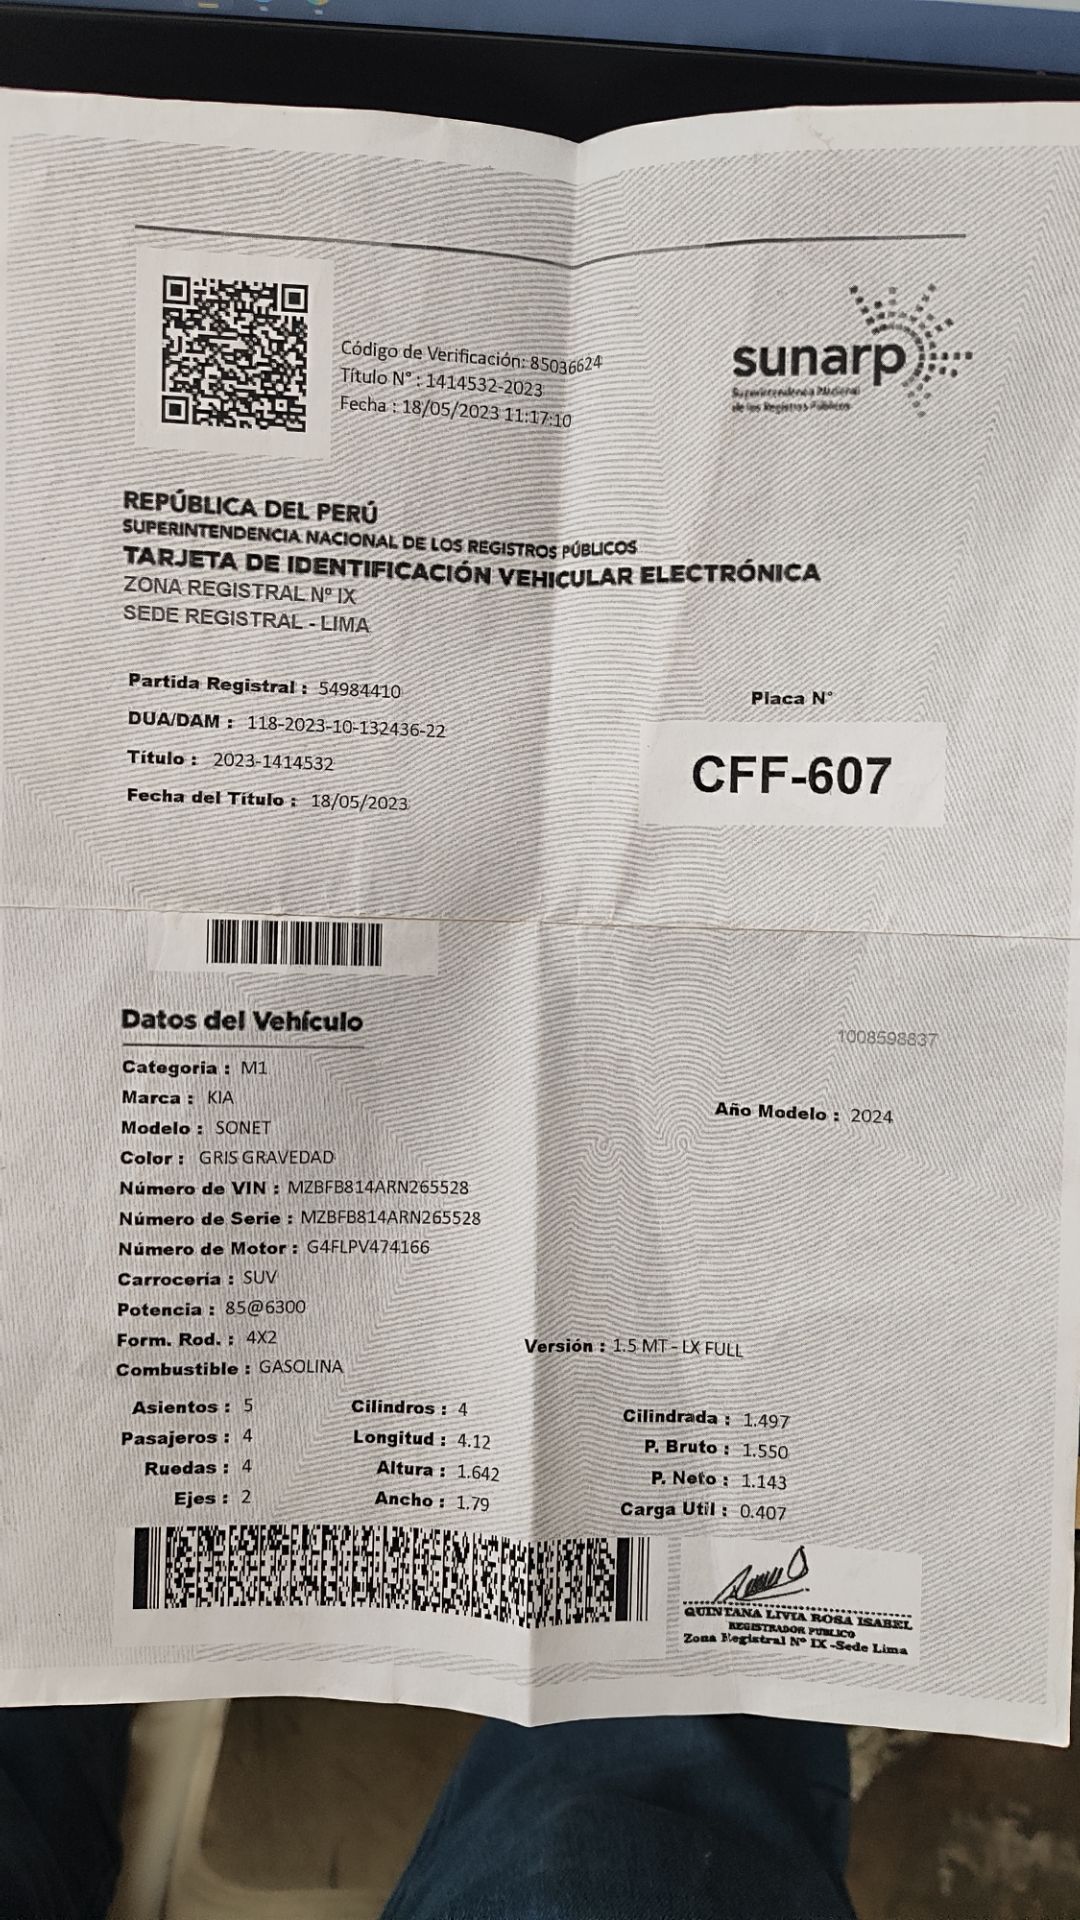 Código de Verificación: 85036624
Título N° : 1414532-2023
Fecha : 18/05/2023 11:17:10
sunarp
Superintendencia Nacional
de los Registros Públicos
REPÚBLICA DEL PERÚ
SUPERINTENDENCIA NACIONAL DE LOS REGISTROS PÚBLICOS
TARJETA DE IDENTIFICACIÓN VEHICULAR ELECTRÓNICA
ZONA REGISTRAL Nº IX
SEDE REGISTRAL - LIMA
Partida Registral : 54984410
DUA/DAM : 118-2023-10-132436-22
Título : 2023-1414532
Fecha del Título : 18/05/2023
Placa N°
CFF-607
Datos del Vehículo
1008598837
Categoria : M1
Marca : KIA
Año Modelo : 2024
Modelo : SONET
Color : GRIS GRAVEDAD
Número de VIN : MZBFB814ARN265528
Número de Serie : MZBFB814ARN265528
Número de Motor : G4FLPV474166
Carrocería : SUV
Potencia : 85@6300
Form. Rod. : 4X2
Versión : 1.5 MT - LX FULL
Combustible : GASOLINA
Asientos : 5 Cilindros : 4 Cilindrada : 1.497
Pasajeros : 4 Longitud : 4.12 P. Bruto : 1.550
Ruedas : 4 Altura : 1.642 P. Neto : 1.143
Ejes : 2 Ancho : 1.79 Carga Util : 0.407
QUINTANA LIVIA ROSA ISABEL
REGISTRADOR PUBLICO
Zona Registral Nº IX -Sede Lima